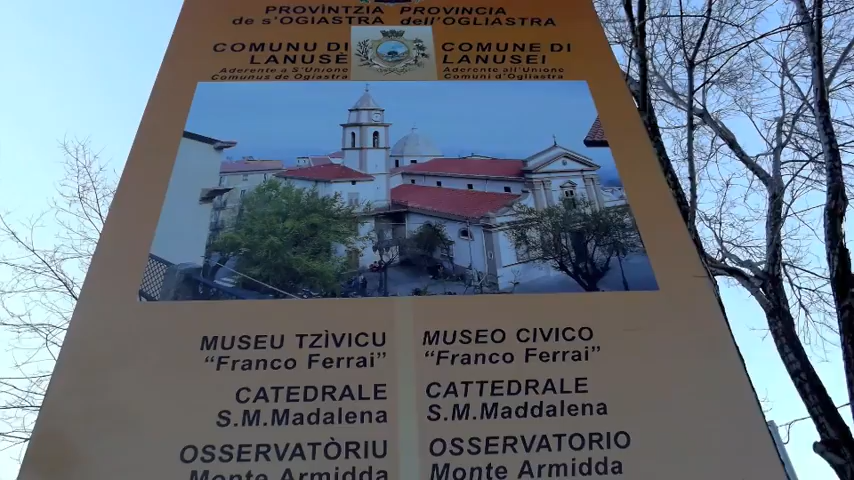 PROVÌNTZIA PROVINCIA
de s'OGIASTRA dell'OGLIASTRA
COMUNU DI
LANUSÈI
Aderente a S'Unione
Comunus de Ogiastra
COMUNE DI
LANUSEI
Aderente all'Unione
Comuni d'Ogliastra
MUSEU TZÌVICU
“Franco Ferrai”
CATEDRALE
S.M.MADDALENA
OSSERVATÒRIU
Monte Armidda
MUSEO CIVICO
“Franco Ferrai”
CATTEDRALE
S.M.MADDALENA
OSSERVATORIO
Monte Armidda